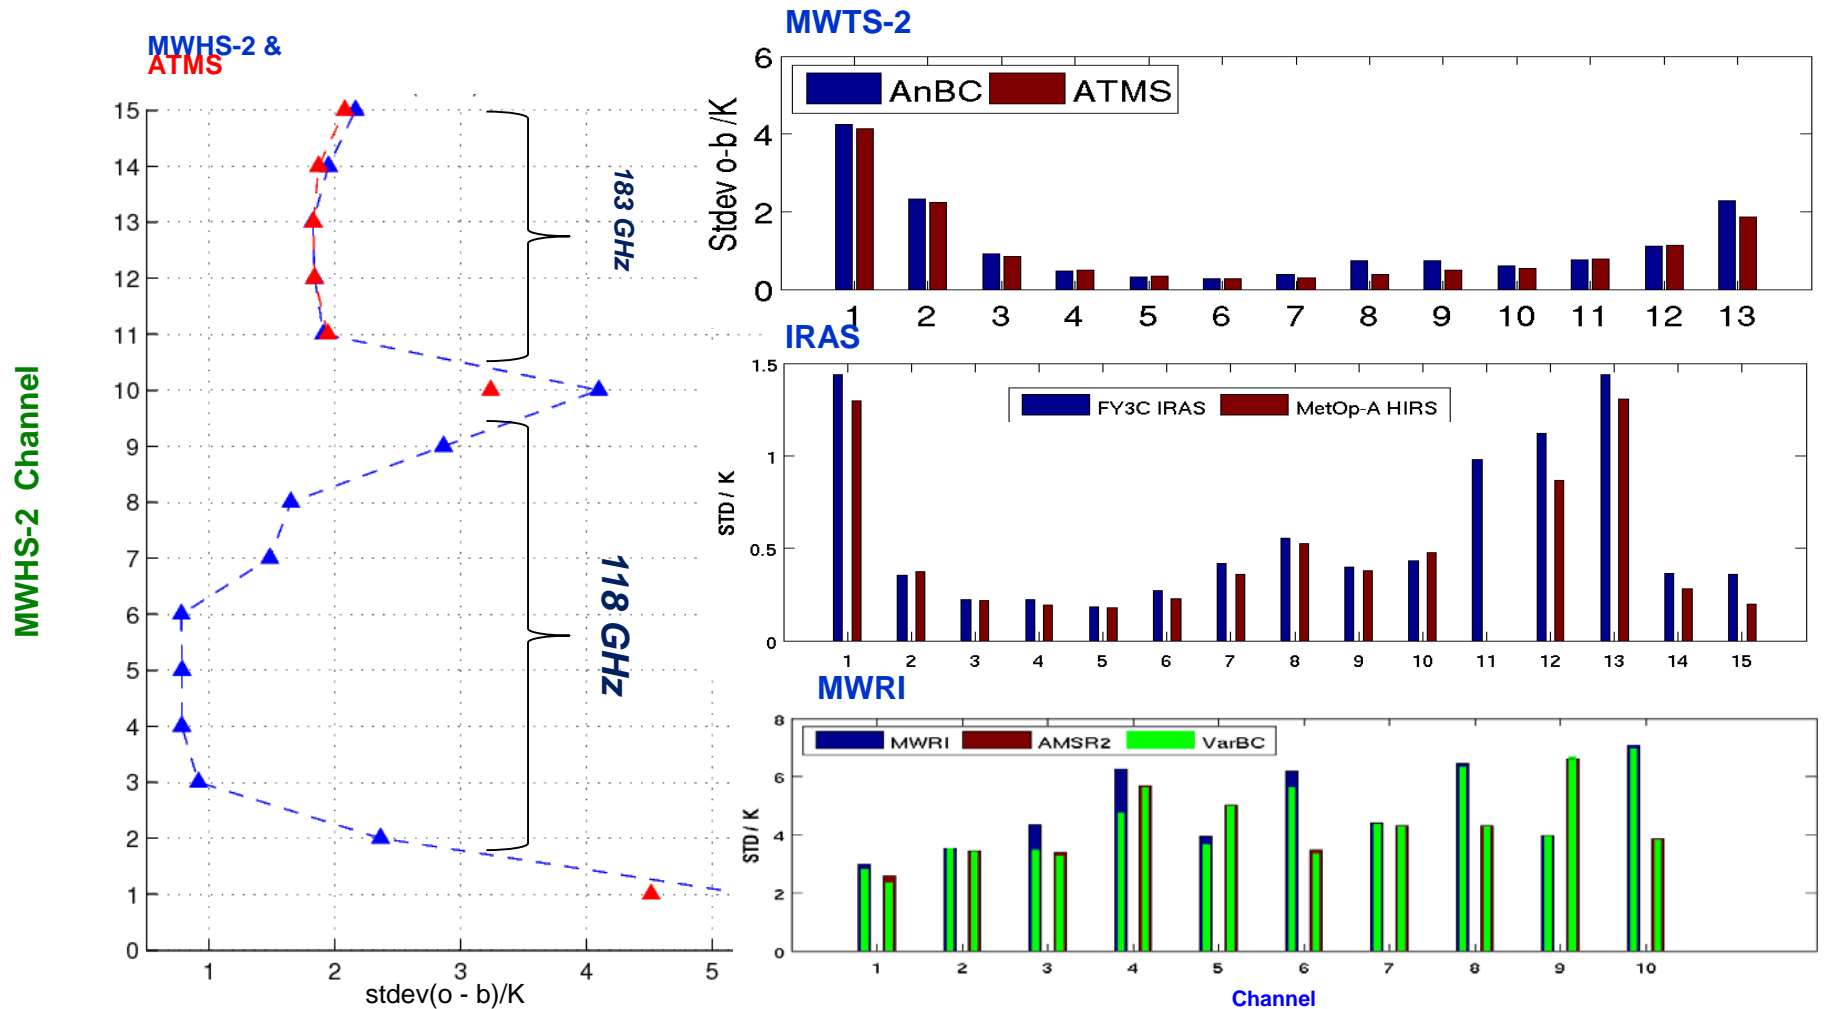 MWHS-2 &
ATMS
MWHS-2 Channel
15
14
13
12
11
10
9
8
7
6
5
4
3
2
1
0
183 GHz
118 GHz
1 2 3 4 5
stdev(o - b)/K
MWTS-2
AnBC ATMS
Stdev o-b /K
6
4
2
0
1 2 3 4 5 6 7 8 9 10 11 12 13
IRAS
FY3C IRAS MetOp-A HIRS
STD / K
1.5
1
0.5
0
1 2 3 4 5 6 7 8 9 10 11 12 13 14 15
MWRI
MWRI AMSR2 VarBC
STD / K
8
6
4
2
0
1 2 3 4 5 6 7 8 9 10
Channel